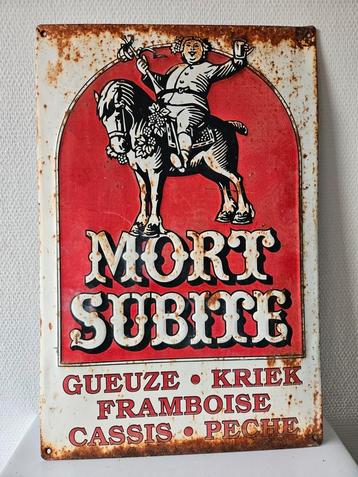 MORT
SUBITE
GUEUZE • KRIEK
FRAMBOISE
CASSIS • PECHE